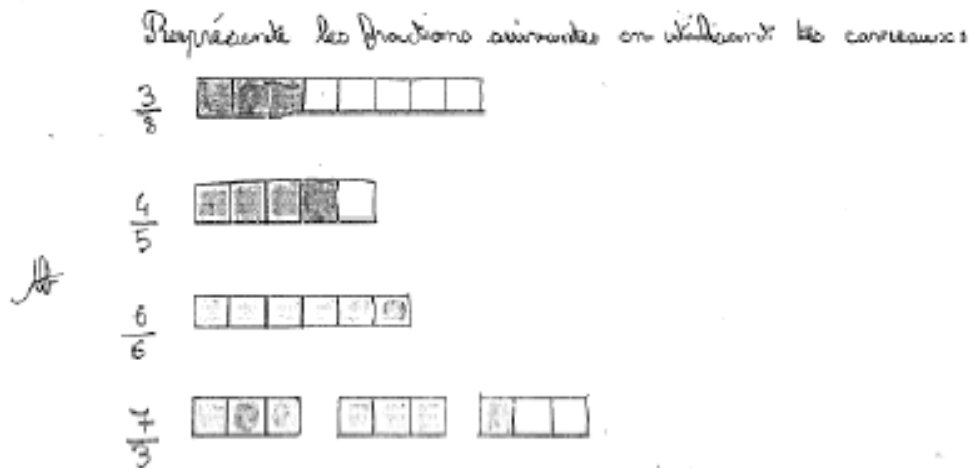 Représente les fractions suivantes en utilisant les carreaux :
3/8
4/5
6/6
7/3